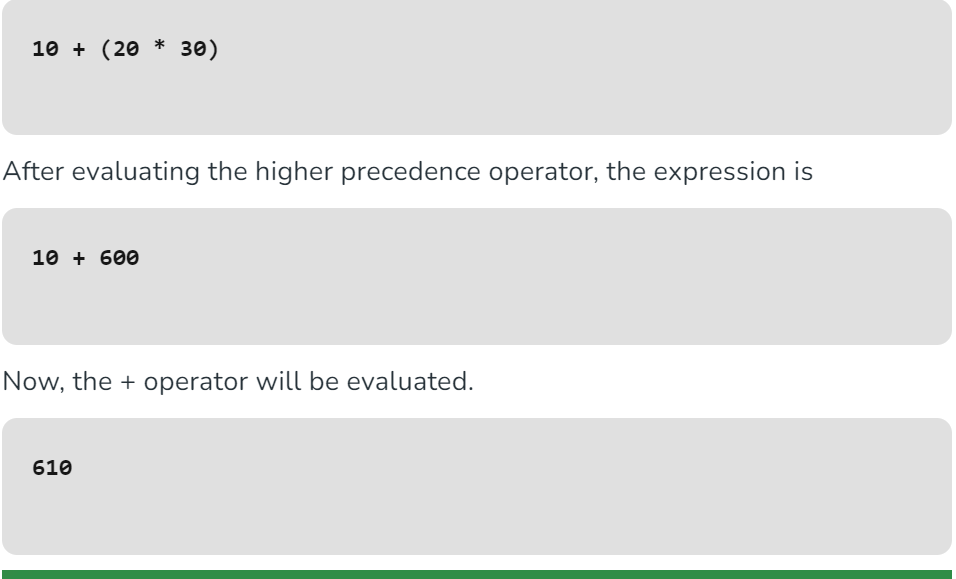 10 + (20 * 30)
After evaluating the higher precedence operator, the expression is
10 + 600
Now, the + operator will be evaluated.
610